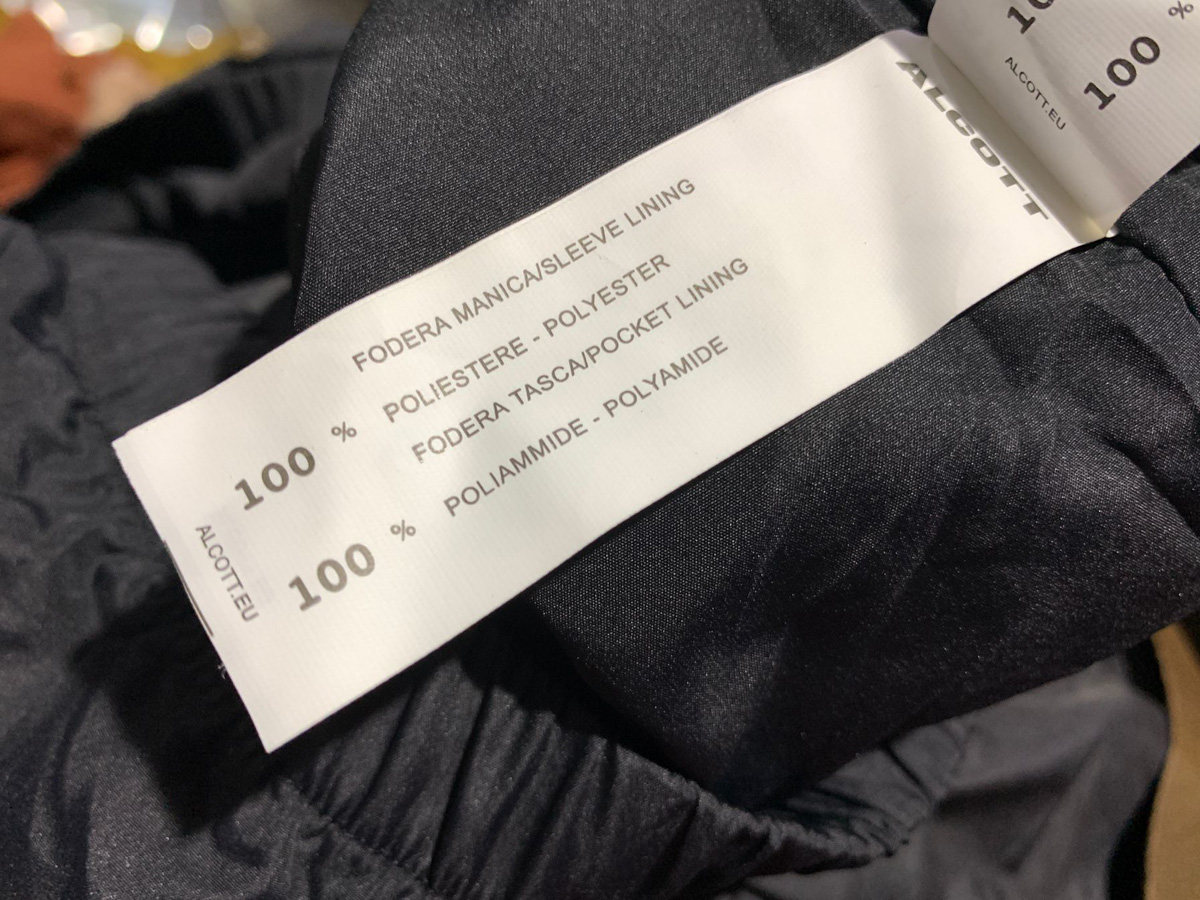 ALCOTT
FODERA MANICA/SLEEVE LINING
100 % POLIESTERE - POLYESTER
FODERA TASCA/POCKET LINING
100 % POLIAMMIDE - POLYAMIDE
ALCOTT.EU
%
100
ALCOTT.EU